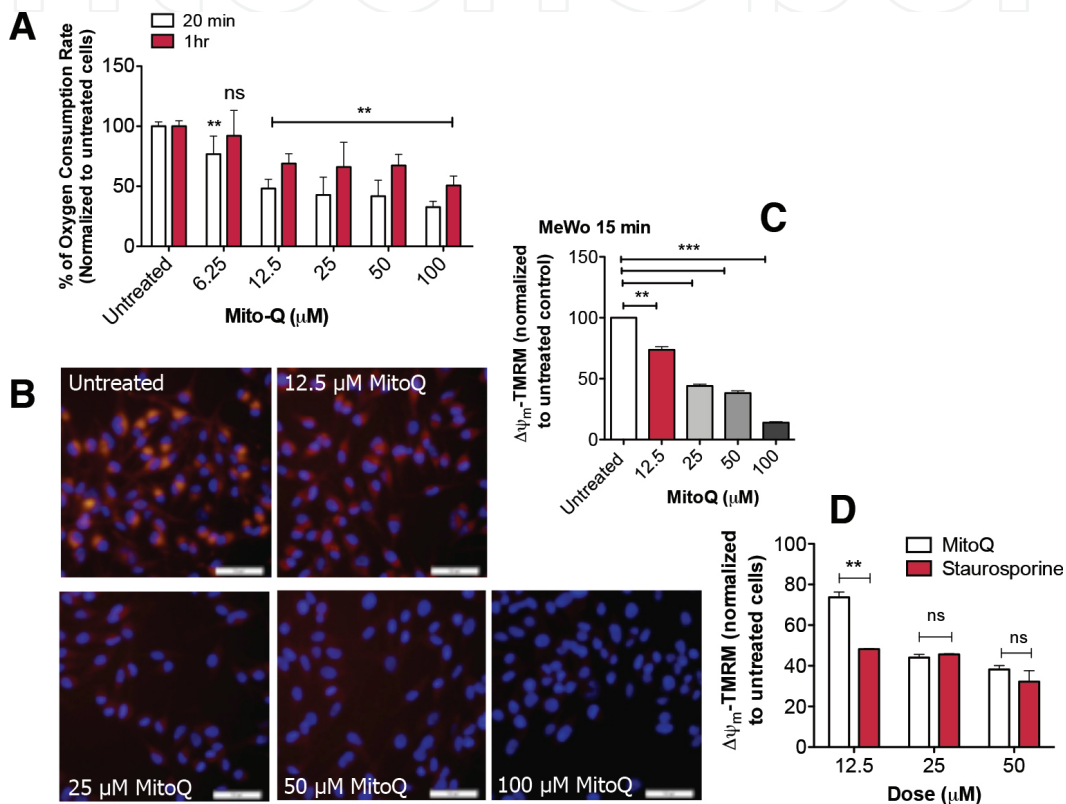 A
20 min
1hr
% of Oxygen Consumption Rate
(Normalized to untreated cells)
150
100
50
0
**
ns
**
Untreated
6.25
12.5
25
50
100
Mito-Q (μM)
C
MeWo 15 min
Δψm-TMRM (normalized
to untreated control)
150
100
50
0
***
**
Untreated
12.5
25
50
100
MitoQ (μM)
B
Untreated
12.5 μM MitoQ
25 μM MitoQ
50 μM MitoQ
100 μM MitoQ
D
MitoQ
Staurosporine
Δψm-TMRM (normalized
to untreated cells)
100
80
60
40
20
0
**
ns
ns
12.5
25
50
Dose (μM)